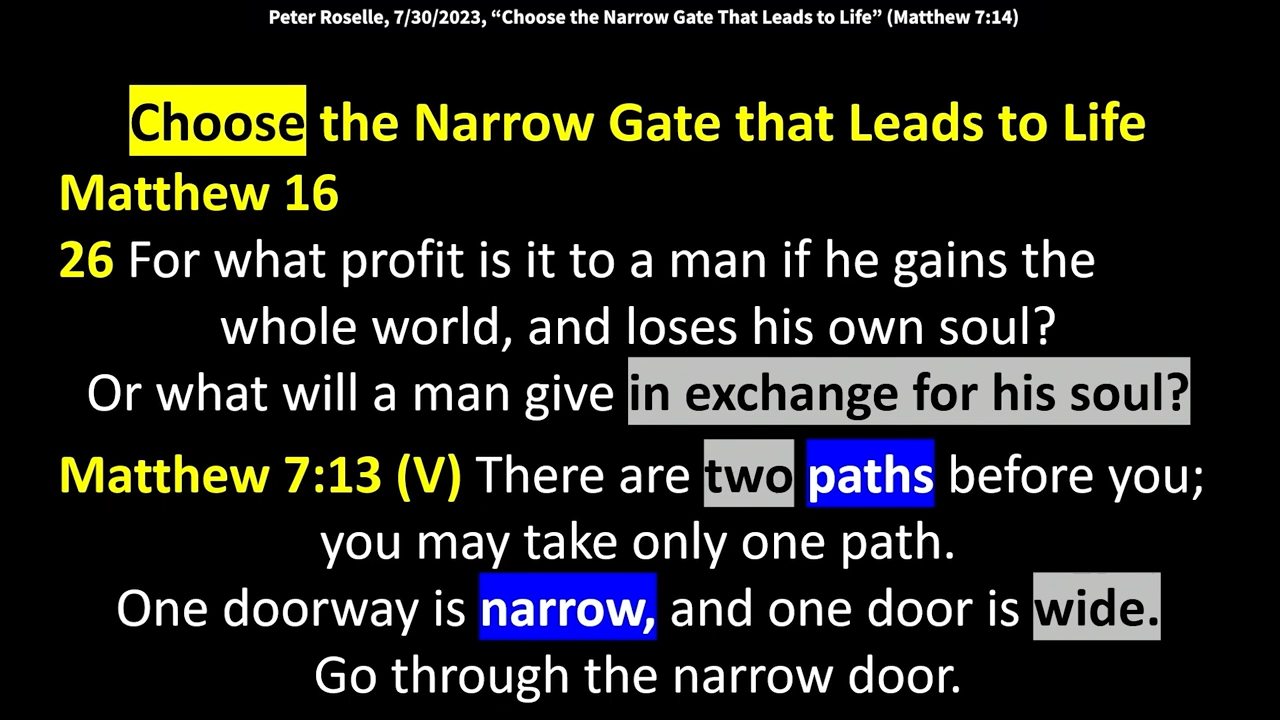 Peter Roselle, 7/30/2023, “Choose the Narrow Gate That Leads to Life” (Matthew 7:14)
Choose the Narrow Gate that Leads to Life
Matthew 16
26 For what profit is it to a man if he gains the
whole world, and loses his own soul?
Or what will a man give in exchange for his soul?
Matthew 7:13 (V) There are two paths before you;
you may take only one path.
One doorway is narrow, and one door is wide.
Go through the narrow door.